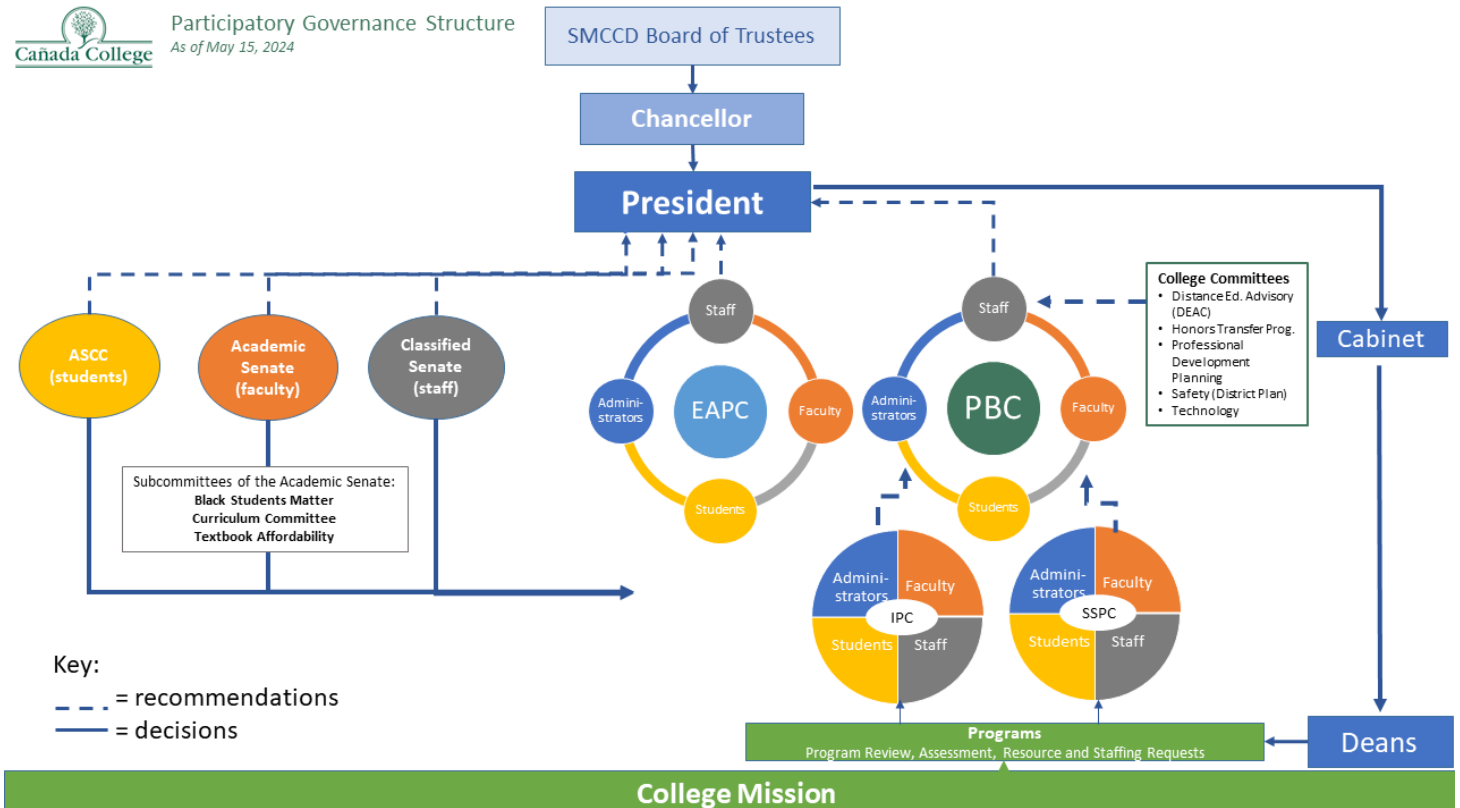 Cañada College
Participatory Governance Structure
As of May 15, 2024
SMCCD Board of Trustees
Chancellor
President
ASCC
(students)
Academic
Senate
(faculty)
Classified
Senate
(staff)
Subcommittees of the Academic Senate:
Black Students Matter
Curriculum Committee
Textbook Affordability
Staff
Admini-
strators
EAPC
Faculty
Students
Staff
Admini-
strators
PBC
Faculty
Students
College Committees
• Distance Ed. Advisory
(DEAC)
• Honors Transfer Prog.
• Professional
Development
Planning
• Safety (District Plan)
• Technology
Cabinet
Admini-
strators
Faculty
IPC
Students
Staff
Admini-
strators
Faculty
SSPC
Students
Staff
Key:
= recommendations
= decisions
Programs
Program Review, Assessment, Resource and Staffing Requests
Deans
College Mission